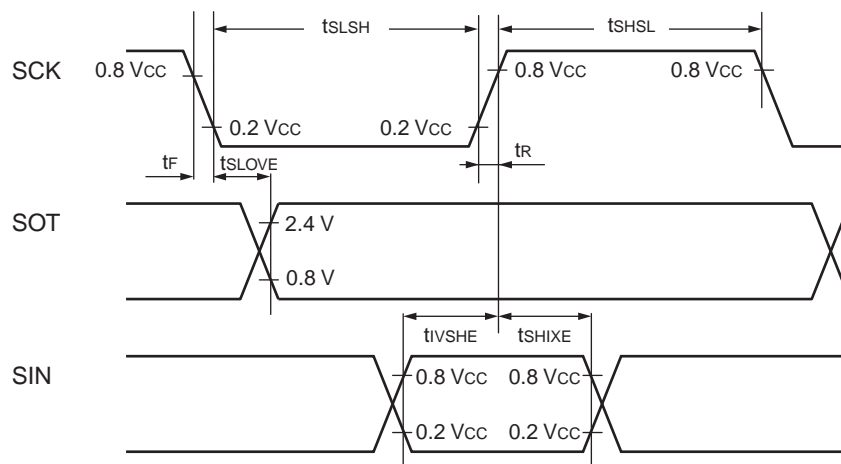 tSLSH tSHSL
SCK 0.8 VCC 0.8 VCC 0.8 VCC
0.2 VCC 0.2 VCC
tF tSLOVE tR
SOT 2.4 V
0.8 V
tIVSHE tSHIXE
SIN 0.8 VCC 0.8 VCC
0.2 VCC 0.2 VCC